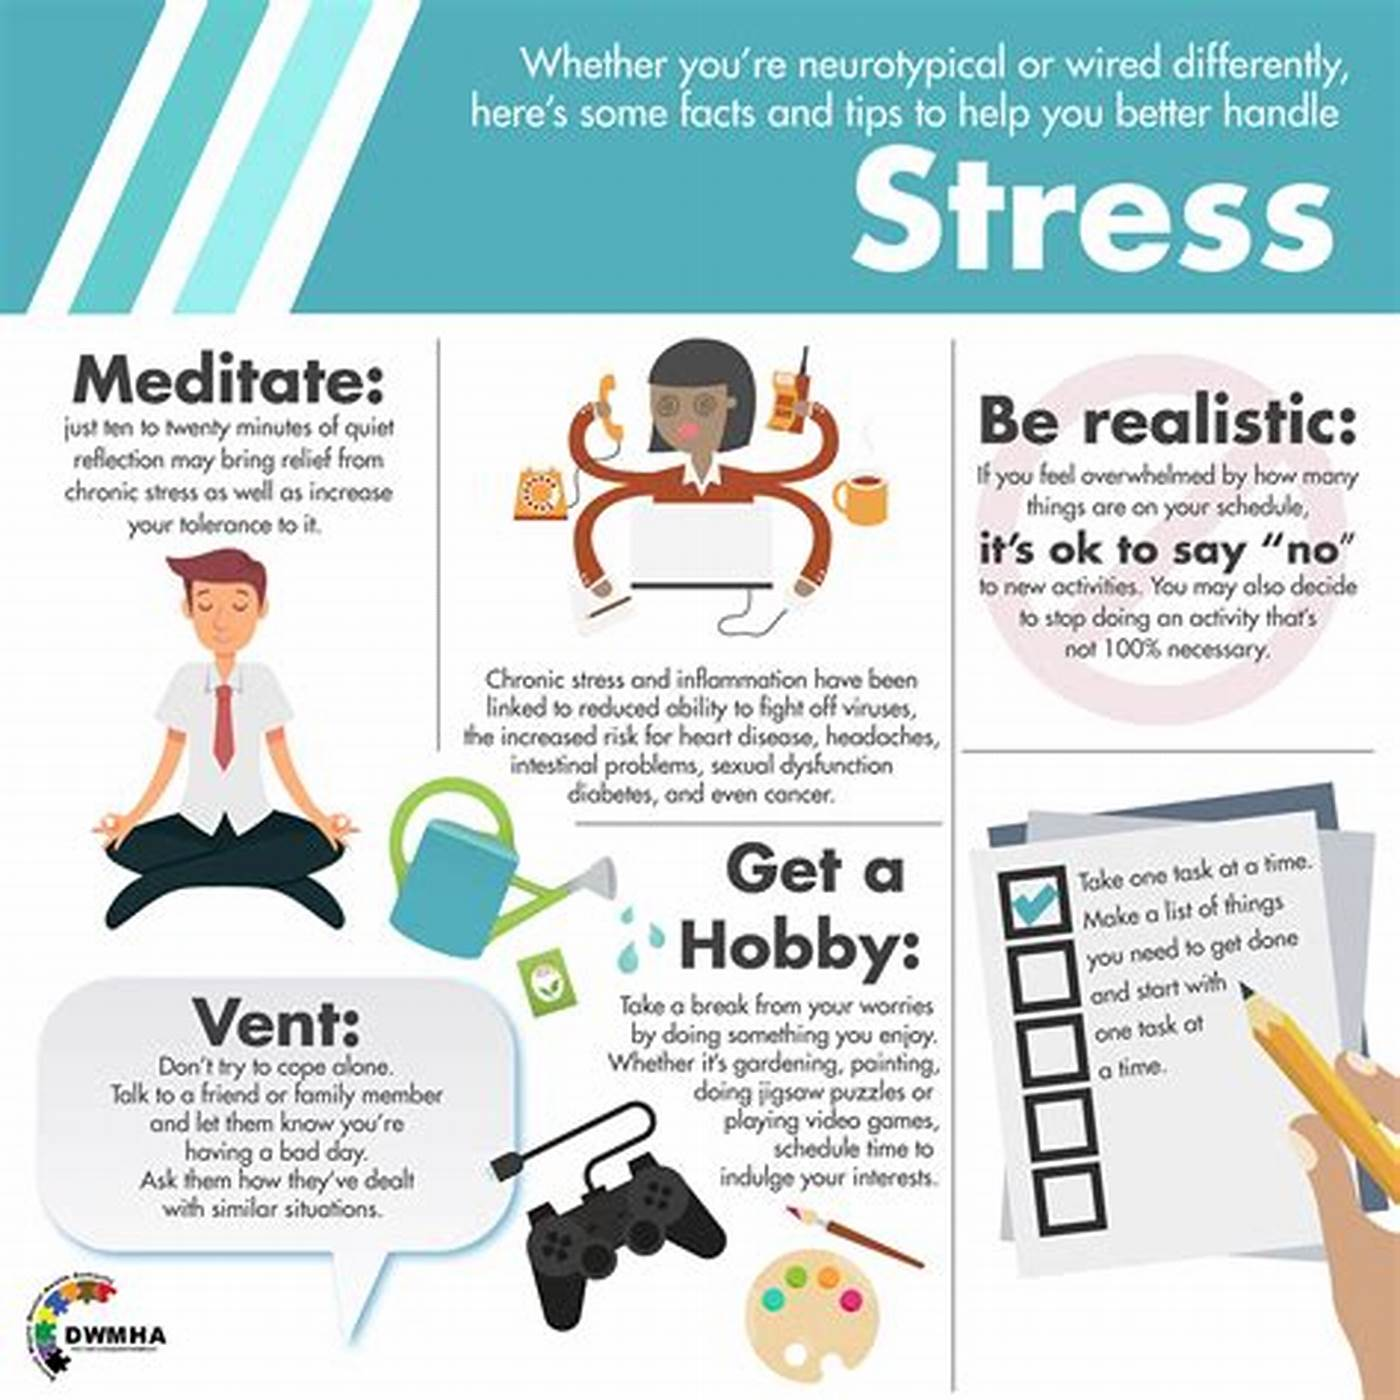 Whether you're neurotypical or wired differently,
here's some facts and tips to help you better handle
Stress
Meditate:
just ten to twenty minutes of quiet
reflection may bring relief from
chronic stress as well as increase
your tolerance to it.
Chronic stress and inflammation have been
linked to reduced ability to fight off viruses,
the increased risk for heart disease, headaches,
intestinal problems, sexual dysfunction
diabetes, and even cancer.
Be realistic:
If you feel overwhelmed by how many
things are on your schedule,
it's ok to say "no"
to new activities. You may also decide
to stop doing an activity that's
not 100% necessary.
Get a
Hobby:
Take a break from your worries
by doing something you enjoy.
Whether it's gardening, painting,
doing jigsaw puzzles or
playing video games,
schedule time to
indulge your interests.
Vent:
Don't try to cope alone.
Talk to a friend or family member
and let them know you're
having a bad day.
Ask them how they've dealt
with similar situations.
Take one task at a time.
Make a list of things
you need to get done
and start with
one task at
a time.
DWMHA